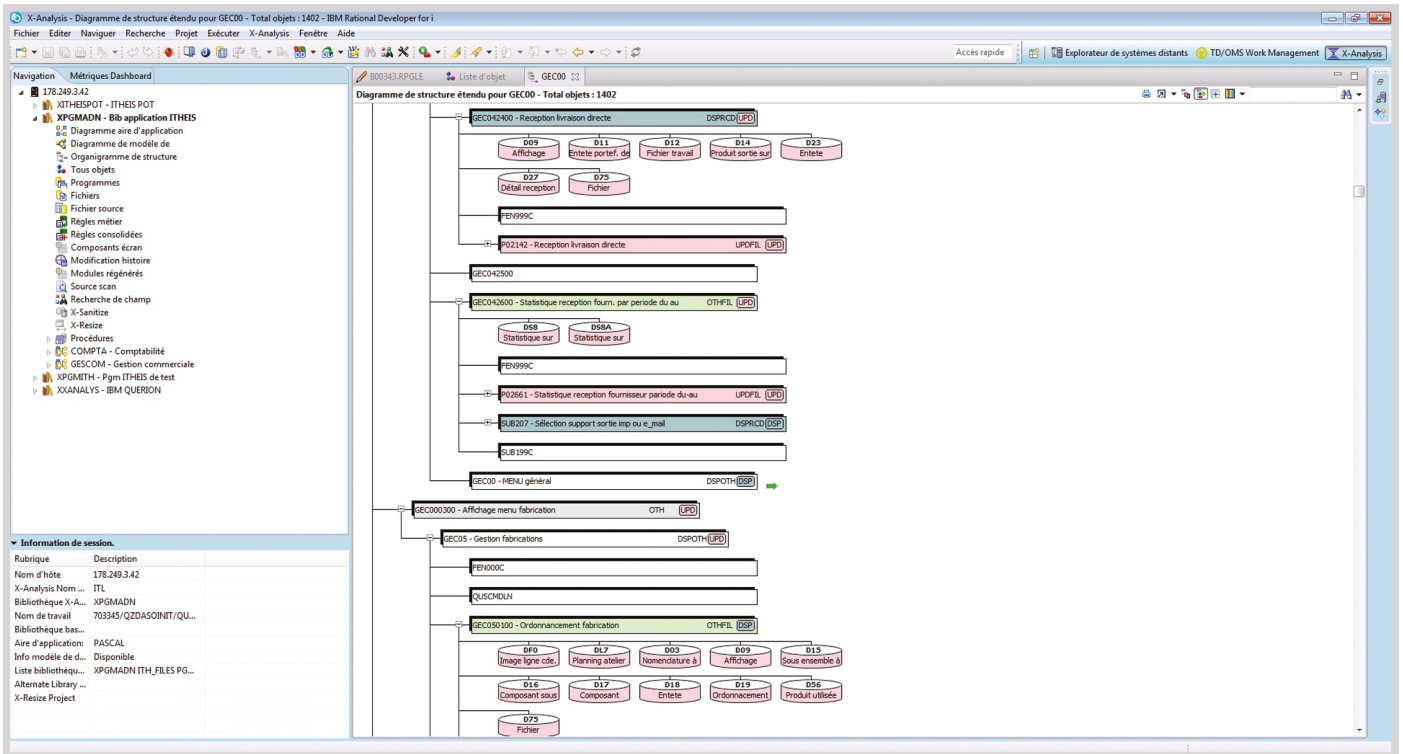 X-Analysis - Diagramme de structure étendu pour GEC00 - Total objets : 1402 - IBM Rational Developer for i
Fichier Editer Naviguer Recherche Projet Exécuter X-Analysis Fenêtre Aide
Accès rapide Explorateur de systèmes distants TD/OMS Work Management X-Analysis
Navigation Métriques Dashboard
178.249.3.42
XITHEISPOT - ITHEIS POT
XPGMADN - Bib application ITHEIS
Diagramme aire d'application
Diagramme de modèle de
Organigramme de structure
Tous objets
Programmes
Fichiers
Fichier source
Règles métier
Règles consolidées
Composants écran
Modification histoire
Modules régénérés
Source scan
Recherche de champ
X-Sanitize
X-Resize
Procédures
COMPTA - Comptabilité
GESCOM - Gestion commerciale
XPGMITH - Pgm ITHEIS de test
XXANALYS - IBM QUERION
Information de session.
Rubrique Description
Nom d'hôte 178.249.3.42
X-Analysis Nom ... ITL
Bibliothèque X-A... XPGMADN
Nom de travail 703345/QZDASOINIT/QU...
Bibliothèque bas...
Aire d'application: PASCAL
Info modèle de d... Disponible
Liste bibliothèqu... XPGMADN ITH_FILES PG...
Alternate Library ...
X-Resize Project
B00343.RPGLE Liste d'objet GEC00
Diagramme de structure étendu pour GEC00 - Total objets : 1402
GEC042400 - Reception livraison directe DSPRCD UPD
D09 D11 D12 D14 D23
Affichage Entete portef. de Fichier travail Produit sortie sur Entete
D27 D75
Détail reception Fichier
FEN999C
P02142 - Reception livraison directe UPDFIL UPD
GEC042500
GEC042600 - Statistique reception fourn. par periode du au OTHFIL UPD
DS8 DS8A
Statistique sur Statistique sur
FEN999C
P02661 - Statistique reception fournisseur pariode du-au UPDFIL UPD
SUB207 - Sélection support sortie imp ou e_mail DSPRCD DSP
SUB199C
GEC00 - MENU général DSPOTH DSP
GEC000300 - Affichage menu fabrication OTH UPD
GEC05 - Gestion fabrications DSPOTH UPD
FEN000C
QUSCMDLN
GEC050100 - Ordonnancement fabrication OTHFIL DSP
DF0 DL7 D03 D09 D15
Image ligne cde. Planning atelier Nomendature à Affichage Sous ensemble à
D16 D17 D18 D19 D56
Composant sous Composant Entete Ordonnacement Produit utilisée
D75
Fichier